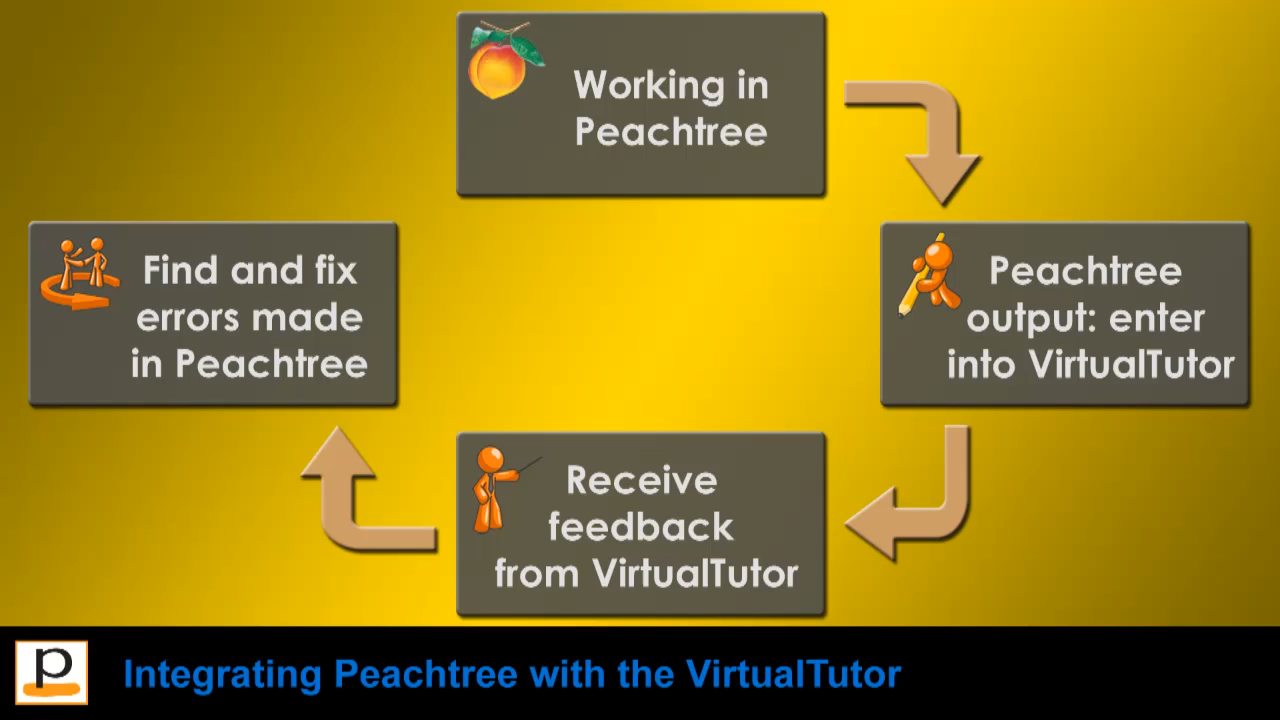 Working in
Peachtree
Peachtree
output: enter
into VirtualTutor
Receive
feedback
from VirtualTutor
Find and fix
errors made
in Peachtree
p
Integrating Peachtree with the VirtualTutor